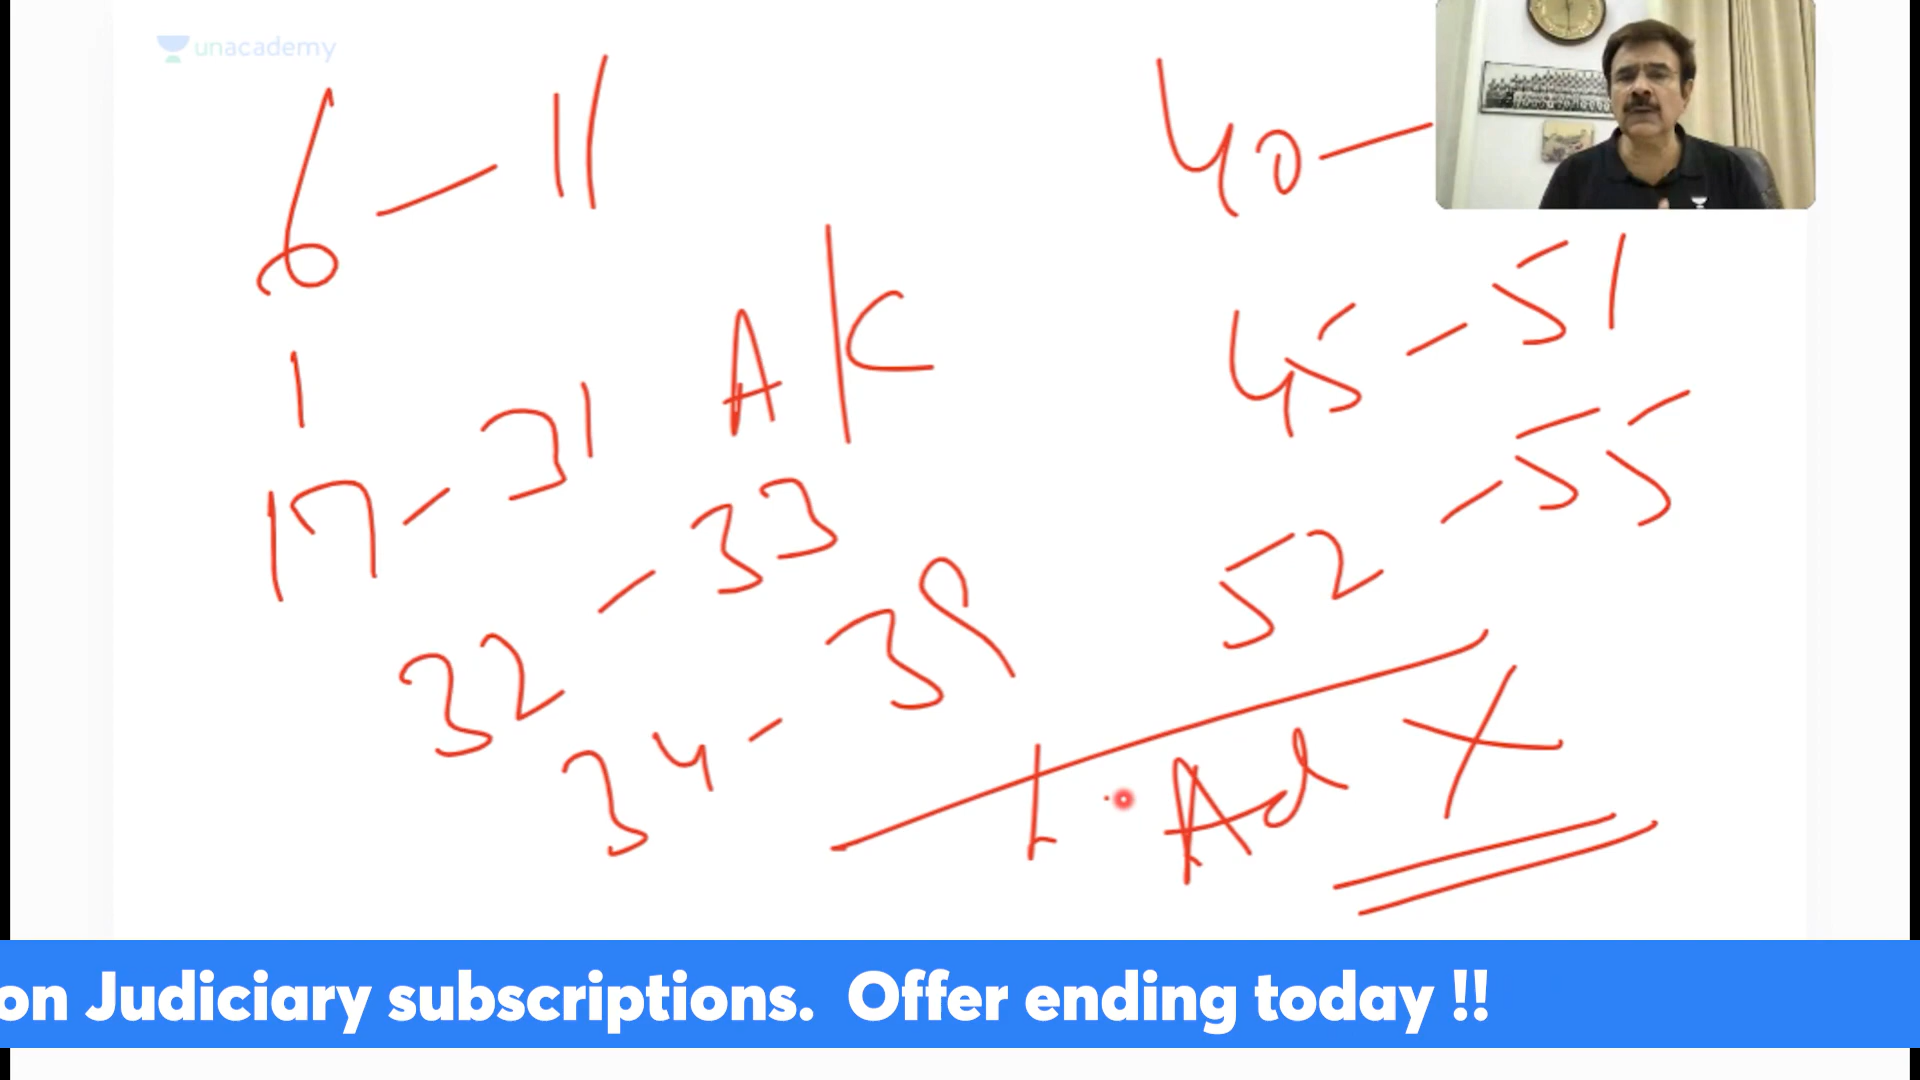 unacademy
6 – 11
40 –
1
A | C
45 – 51
17 – 31
32 – 33
52 – 55
34 – 39
L. Ad X
on Judiciary subscriptions. Offer ending today !!